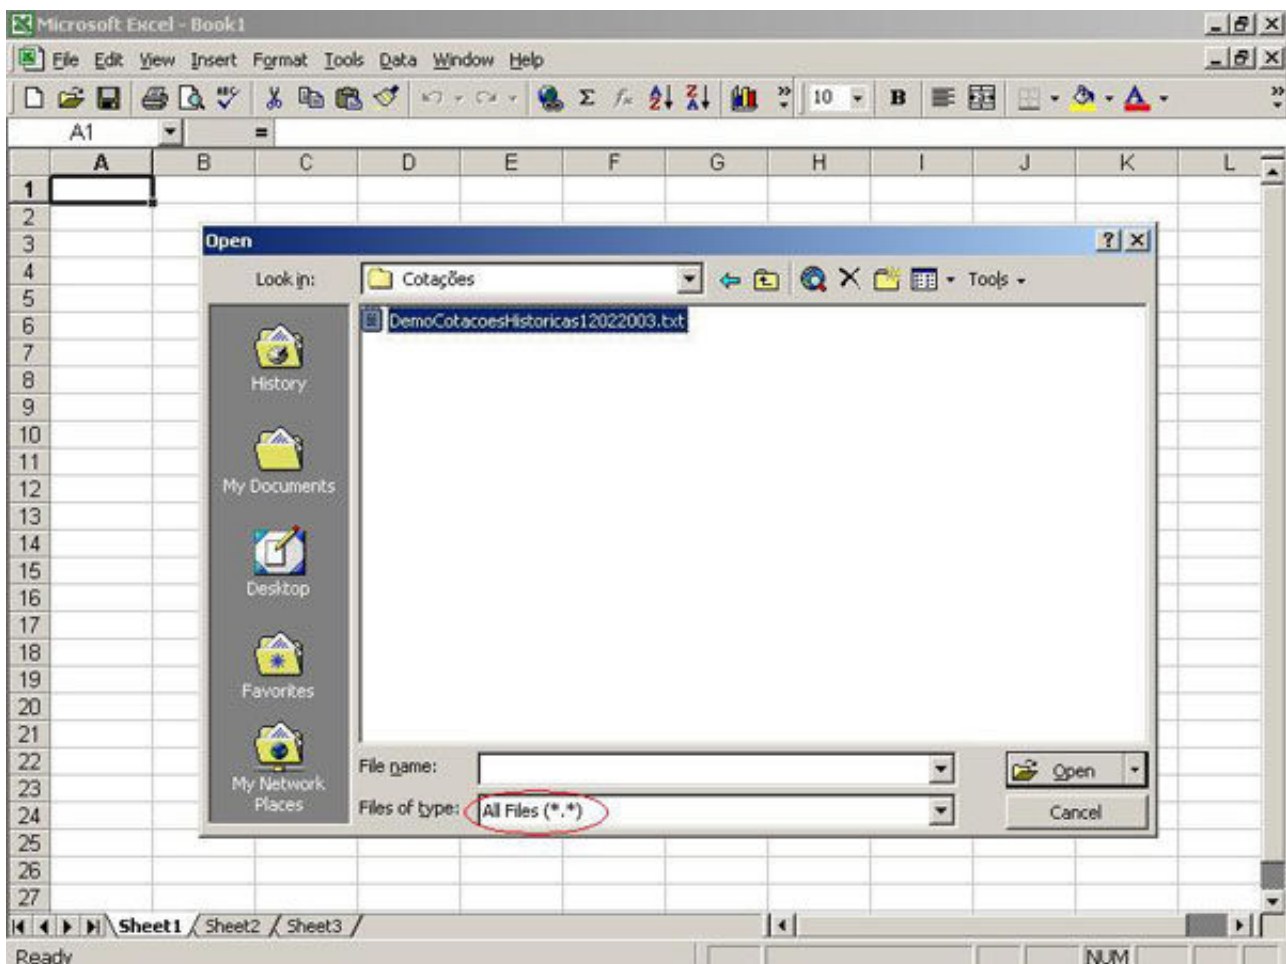 Microsoft Excel - Book1
File Edit View Insert Format Tools Data Window Help
ABC Σ fx A Z Z A 10 B A
A1 =
A B C D E F G H I J K L
1
2
3
4
5
6
7
8
9
10
11
12
13
14
15
16
17
18
19
20
21
22
23
24
25
26
27
Open
Look in: Cotações Tools
DemoCotacoesHistoricas12022003.txt
History
My Documents
Desktop
Favorites
My Network
Places
File name: Open
Files of type: All Files (*.*) Cancel
Sheet1 Sheet2 Sheet3
Ready NUM